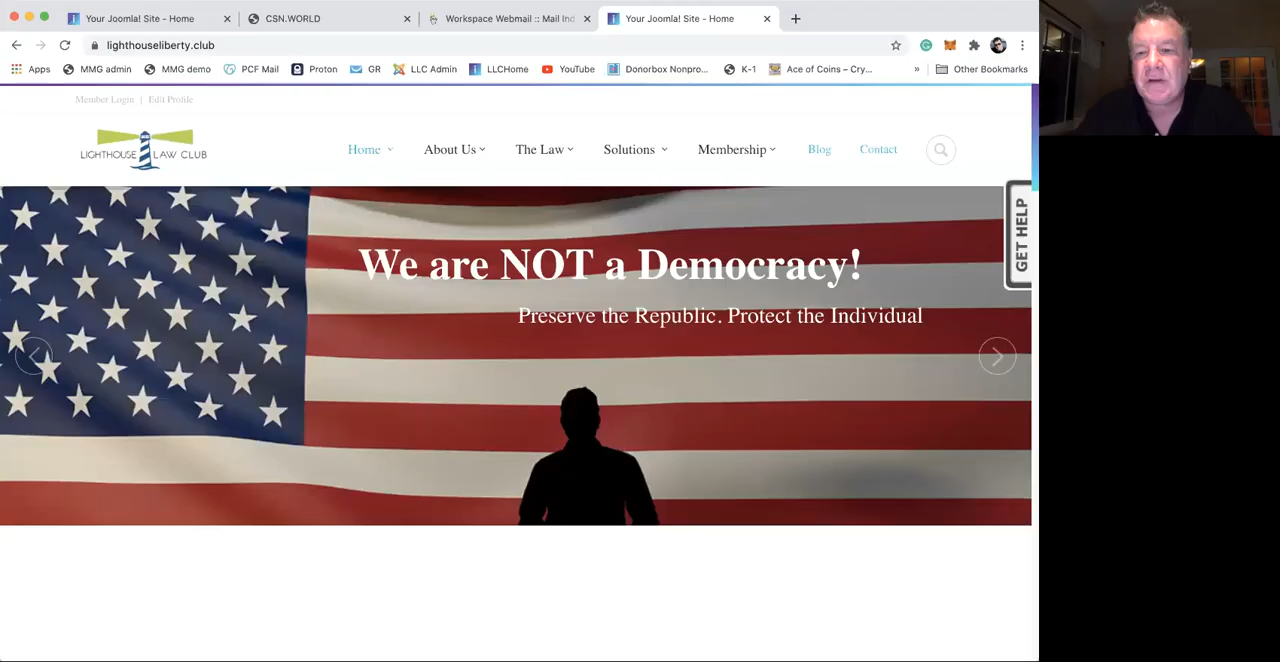 Your Joomla! Site - Home
CSN.WORLD
Workspace Webmail :: Mail Ind
Your Joomla! Site - Home
lighthouseliberty.club
Apps
MMG admin
MMG demo
PCF Mail
Proton
GR
LLC Admin
LLCHome
YouTube
Donorbox Nonpro...
K-1
Ace of Coins – Cry...
»
Other Bookmarks
Member Login | Edit Profile
LIGHTHOUSE LAW CLUB
Home
About Us
The Law
Solutions
Membership
Blog
Contact
GET HELP
We are NOT a Democracy!
Preserve the Republic. Protect the Individual